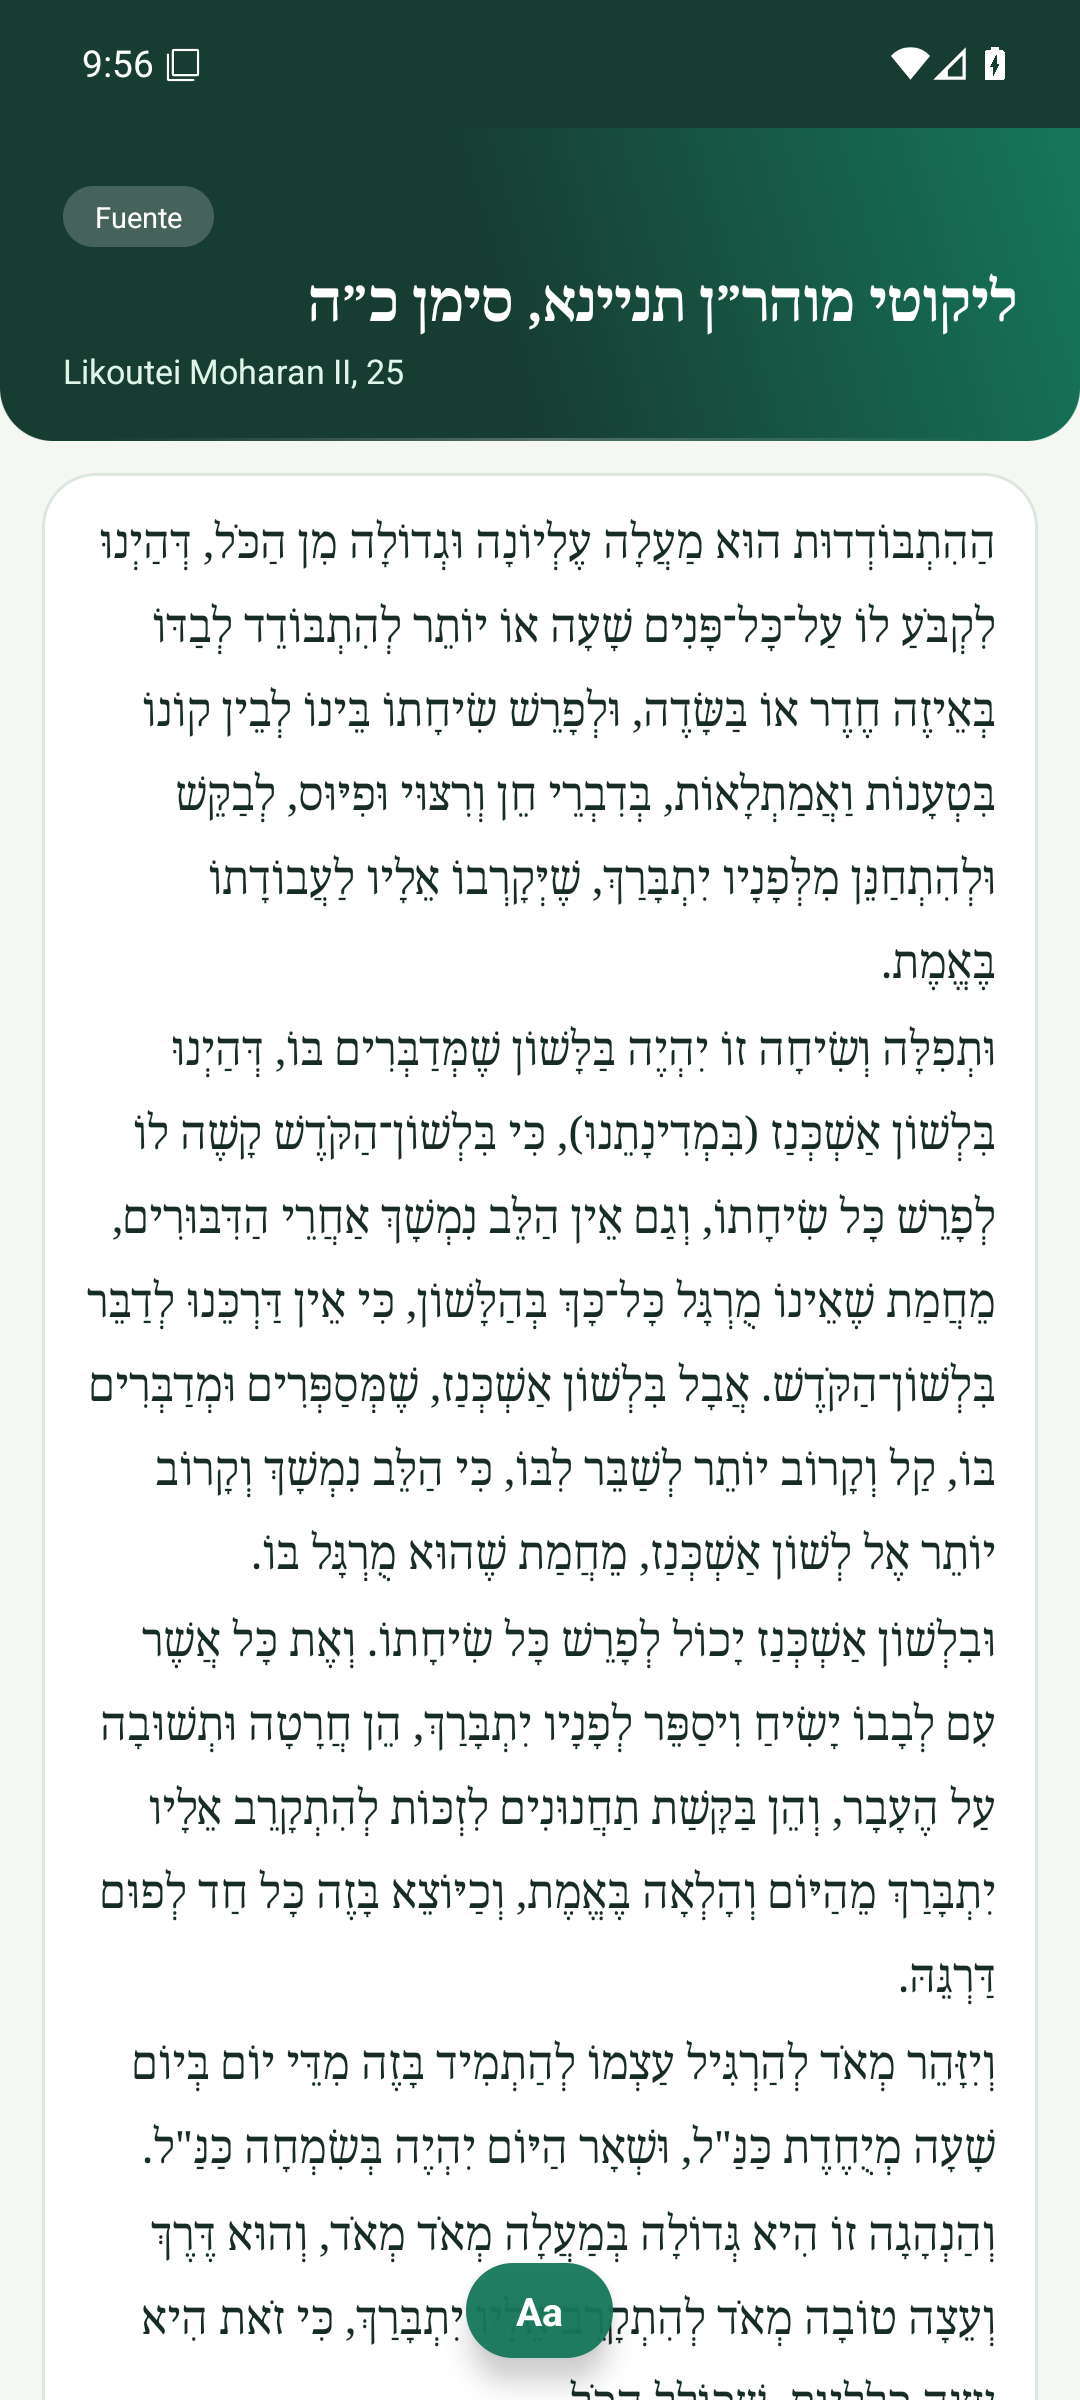 9:56
Fuente
ליקוטי מוהר״ן תניינא, סימן כ״ה
Likoutei Moharan II, 25
הַהִתְבּוֹדְדוּת הוּא מַעֲלָה עֶלְיוֹנָה וּגְדוֹלָה מִן הַכֹּל, דְּהַיְנוּ
לִקְבֹּעַ לוֹ עַל־כָּל־פָּנִים שָׁעָה אוֹ יוֹתֵר לְהִתְבּוֹדֵד לְבַדּוֹ
בְּאֵיזֶה חֶדֶר אוֹ בַּשָּׂדֶה, וּלְפָרֵשׁ שִׂיחָתוֹ בֵּינוֹ לְבֵין קוֹנוֹ
בִּטְעָנוֹת וַאֲמַתְלָאוֹת, בְּדִבְרֵי חֵן וְרִצּוּי וּפִיּוּס, לְבַקֵּשׁ
וּלְהִתְחַנֵּן מִלְּפָנָיו יִתְבָּרַךְ, שֶׁיְּקָרְבוֹ אֵלָיו לַעֲבוֹדָתוֹ
בֶּאֱמֶת.
וּתְפִלָּה וְשִׂיחָה זוֹ יִהְיֶה בַּלָּשׁוֹן שֶׁמְּדַבְּרִים בּוֹ, דְּהַיְנוּ
בִּלְשׁוֹן אַשְׁכְּנַז (בִּמְדִינָתֵנוּ), כִּי בִּלְשׁוֹן־הַקֹּדֶשׁ קָשֶׁה לוֹ
לְפָרֵשׁ כָּל שִׂיחָתוֹ, וְגַם אֵין הַלֵּב נִמְשָׁךְ אַחֲרֵי הַדִּבּוּרִים,
מֵחֲמַת שֶׁאֵינוֹ מֻרְגָּל כָּל־כָּךְ בְּהַלָּשׁוֹן, כִּי אֵין דַּרְכֵּנוּ לְדַבֵּר
בִּלְשׁוֹן־הַקֹּדֶשׁ. אֲבָל בִּלְשׁוֹן אַשְׁכְּנַז, שֶׁמְּסַפְּרִים וּמְדַבְּרִים
בּוֹ, קַל וְקָרוֹב יוֹתֵר לְשַׁבֵּר לִבּוֹ, כִּי הַלֵּב נִמְשָׁךְ וְקָרוֹב
יוֹתֵר אֶל לְשׁוֹן אַשְׁכְּנַז, מֵחֲמַת שֶׁהוּא מֻרְגָּל בּוֹ.
וּבִלְשׁוֹן אַשְׁכְּנַז יָכוֹל לְפָרֵשׁ כָּל שִׂיחָתוֹ. וְאֶת כָּל אֲשֶׁר
עִם לְבָבוֹ יָשִׂיחַ וִיסַפֵּר לְפָנָיו יִתְבָּרַךְ, הֵן חֲרָטָה וּתְשׁוּבָה
עַל הֶעָבָר, וְהֵן בַּקָּשַׁת תַּחֲנוּנִים לִזְכּוֹת לְהִתְקָרֵב אֵלָיו
יִתְבָּרַךְ מֵהַיּוֹם וְהָלְאָה בֶּאֱמֶת, וְכַיּוֹצֵא בָּזֶה כָּל חַד לְפוּם
דַּרְגֵּהּ.
וְיִזָּהֵר מְאֹד לְהַרְגִּיל עַצְמוֹ לְהַתְמִיד בָּזֶה מִדֵּי יוֹם בְּיוֹם
שָׁעָה מְיֻחֶדֶת כַּנַּ"ל, וּשְׁאָר הַיּוֹם יִהְיֶה בְּשִׂמְחָה כַּנַּ"ל.
וְהַנְהָגָה זוֹ הִיא גְּדוֹלָה בְּמַעֲלָה מְאֹד מְאֹד, וְהוּא דֶּרֶךְ
וְעֵצָה טוֹבָה מְאֹד לְהִתְקָרֵב אֵלָיו יִתְבָּרַךְ, כִּי זֹאת הִיא
Aa